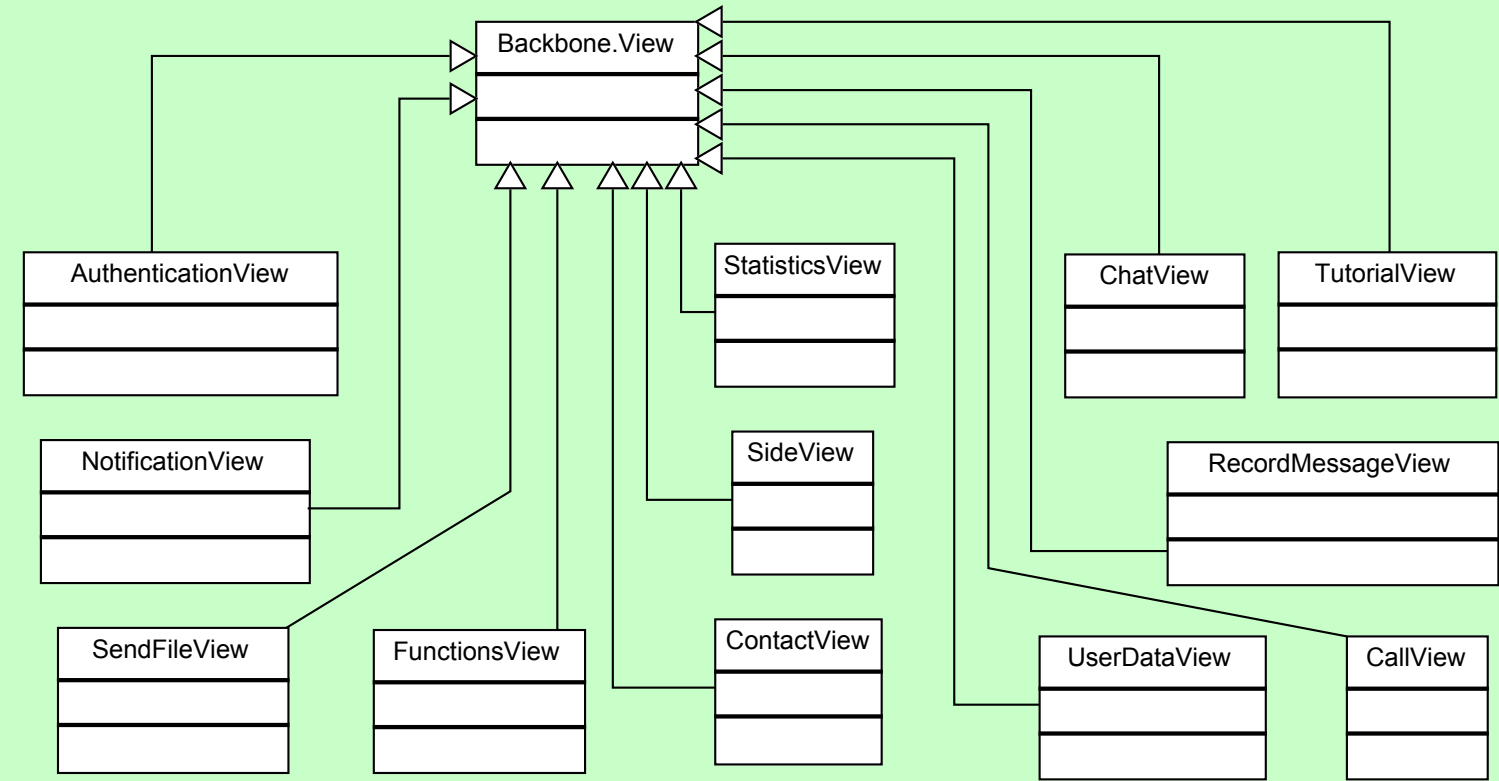 Backbone.View
AuthenticationView
StatisticsView
ChatView
TutorialView
NotificationView
SideView
RecordMessageView
SendFileView
FunctionsView
ContactView
UserDataView
CallView